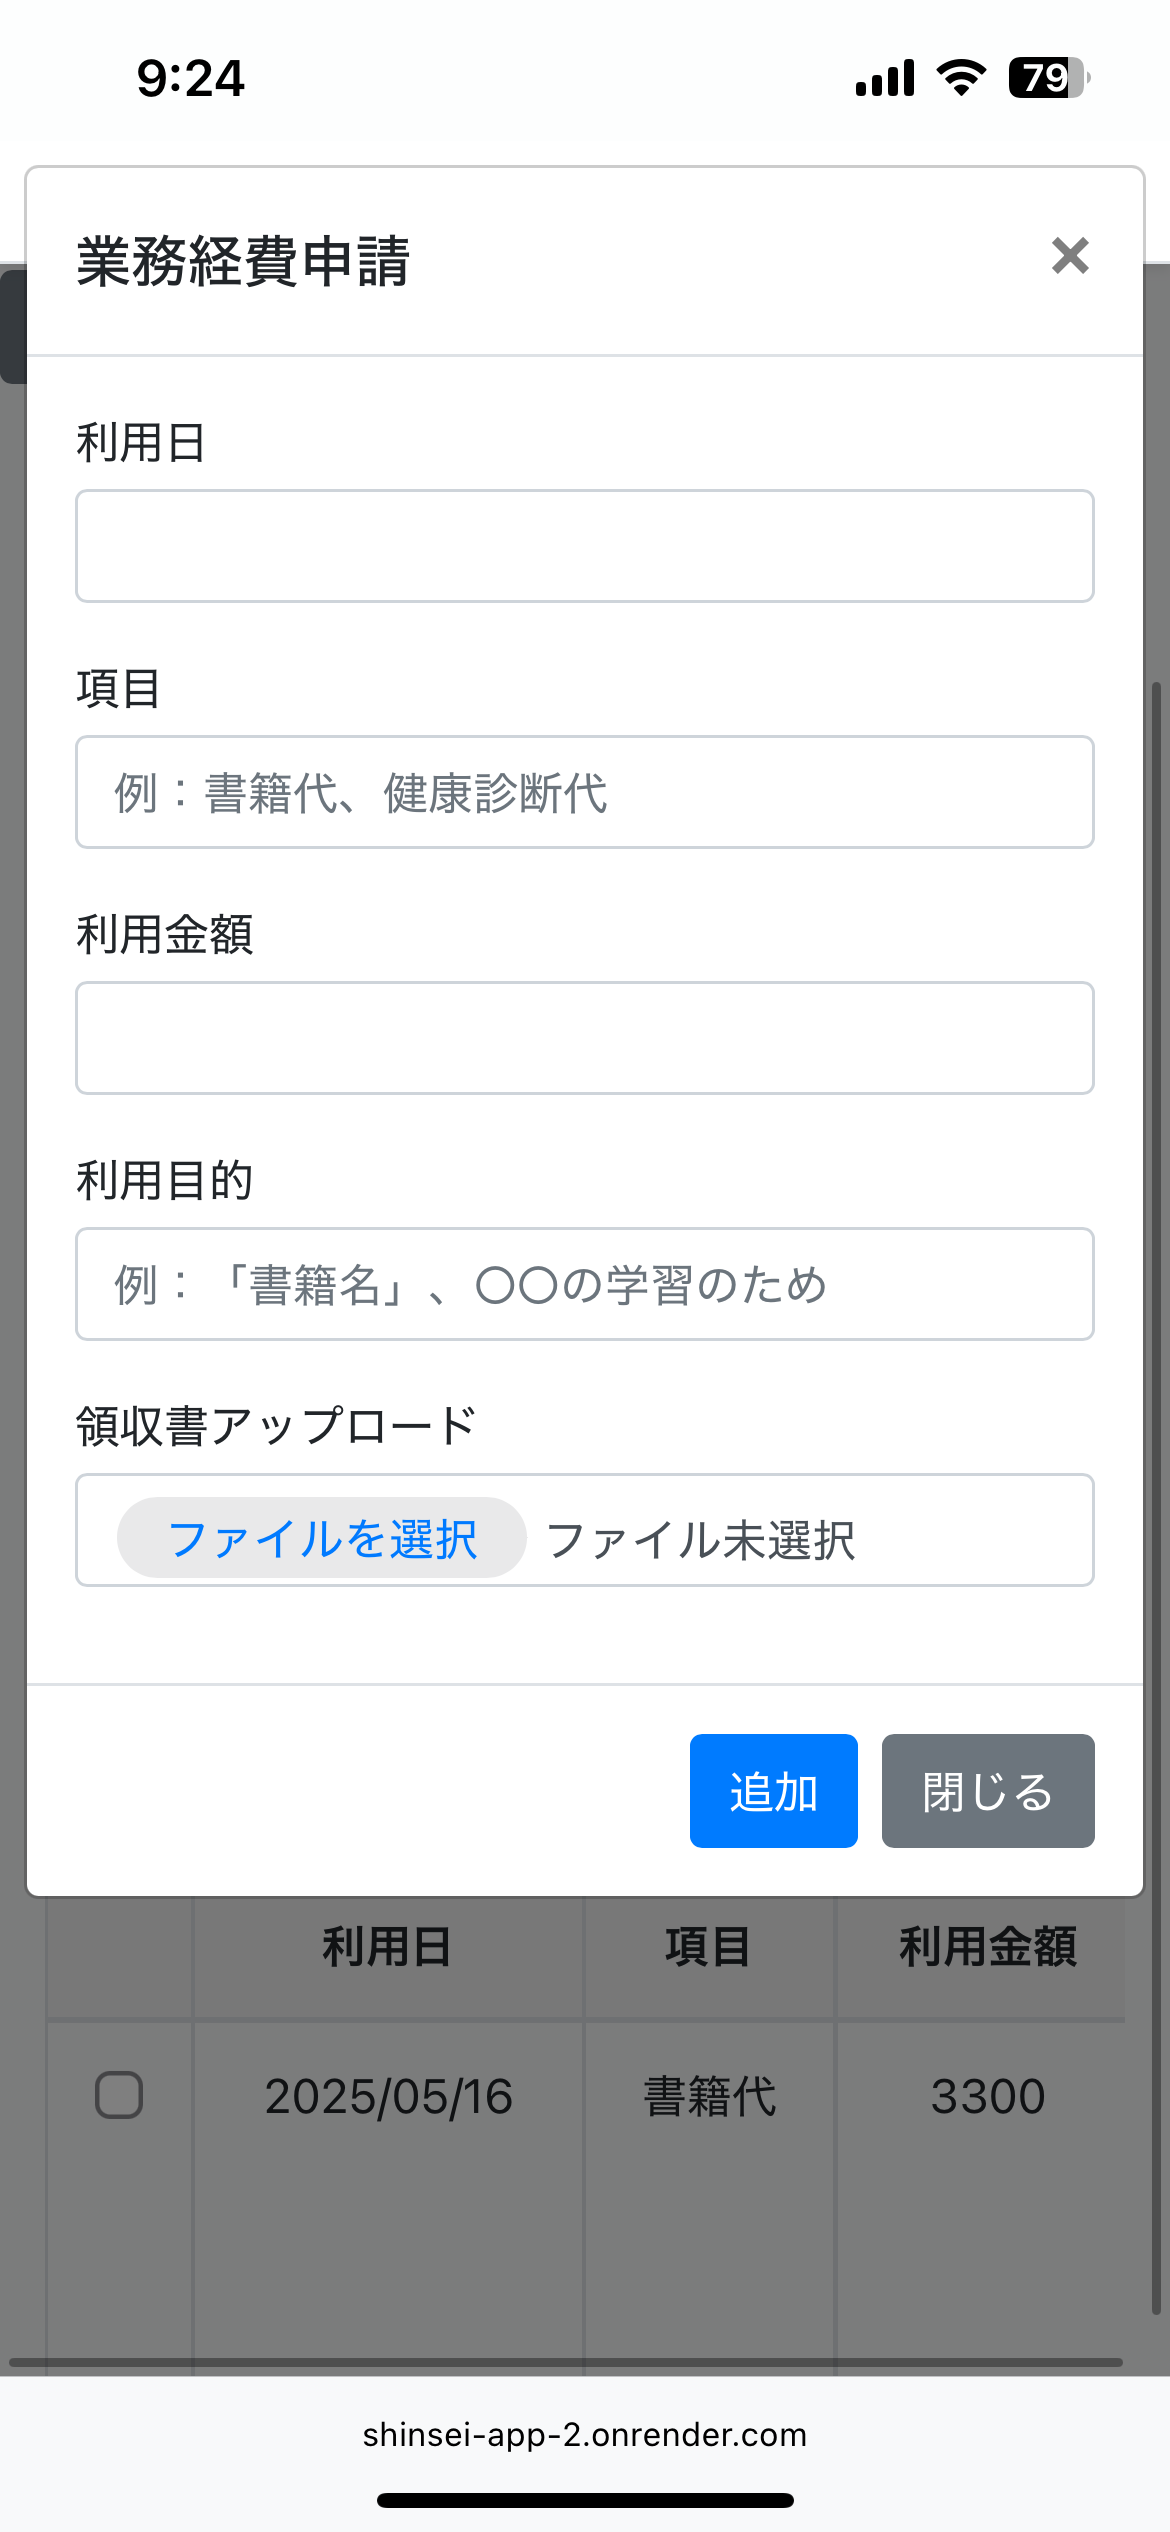 9:24
79
業務経費申請
×
利用日
項目
例：書籍代、健康診断代
利用金額
利用目的
例：「書籍名」、〇〇の学習のため
領収書アップロード
ファイルを選択 ファイル未選択
追加 閉じる
利用日 項目 利用金額
2025/05/16 書籍代 3300
shinsei-app-2.onrender.com